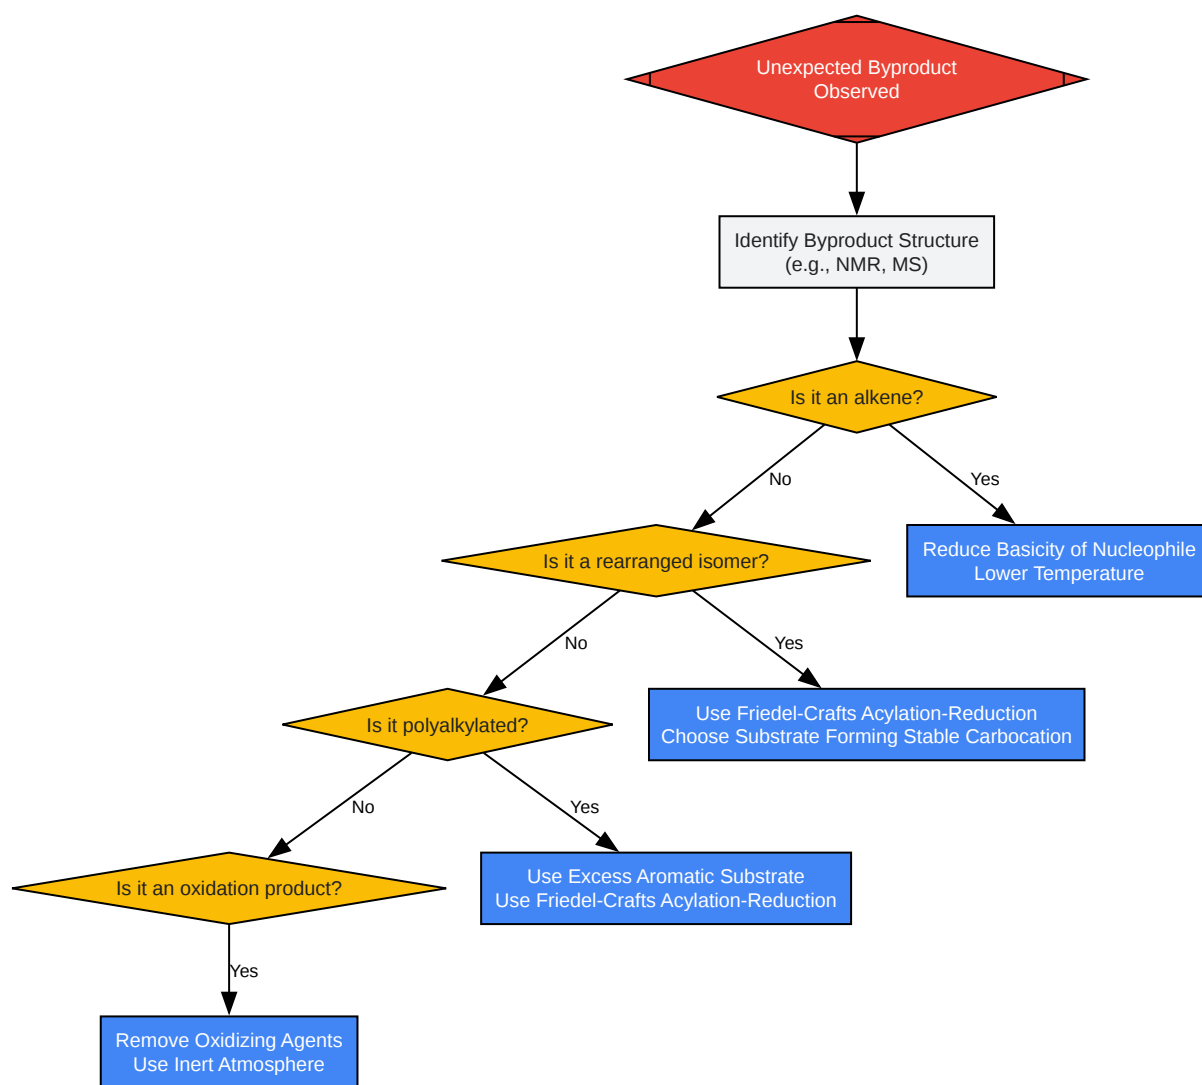 Unexpected Byproduct
Observed
Identify Byproduct Structure
(e.g., NMR, MS)
Is it an alkene?
No
Yes
Is it a rearranged isomer?
Reduce Basicity of Nucleophile
Lower Temperature
No
Yes
Is it polyalkylated?
Use Friedel-Crafts Acylation-Reduction
Choose Substrate Forming Stable Carbocation
No
Yes
Is it an oxidation product?
Use Excess Aromatic Substrate
Use Friedel-Crafts Acylation-Reduction
Yes
Remove Oxidizing Agents
Use Inert Atmosphere